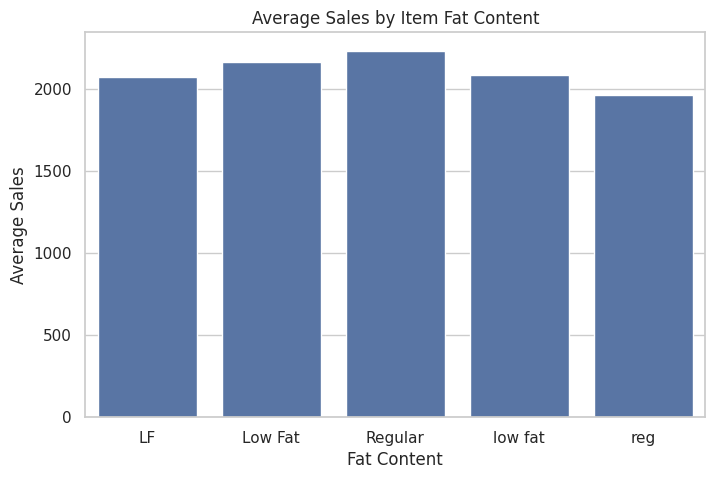 Average Sales by Item Fat Content
Average Sales
2000
1500
1000
500
0
LF Low Fat Regular low fat reg
Fat Content